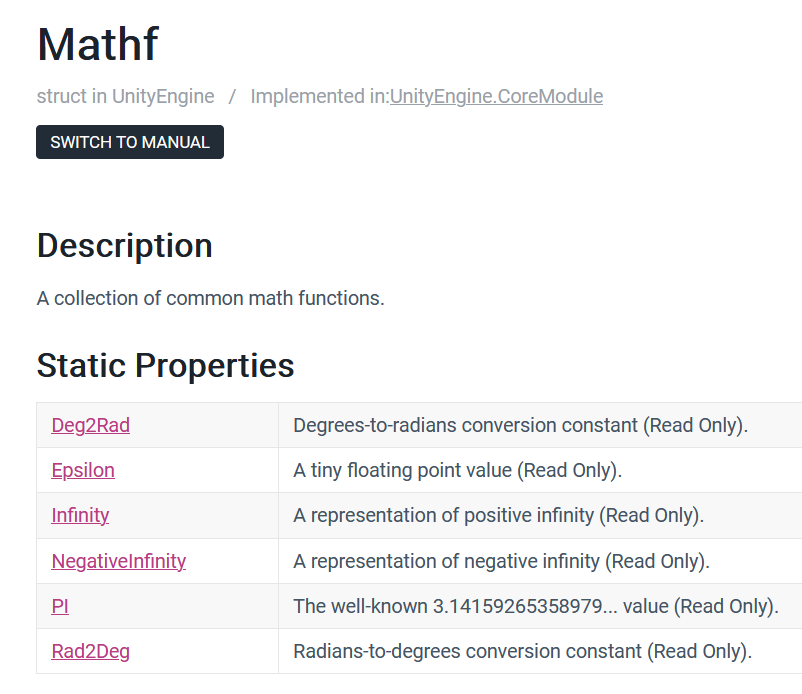 Mathf
struct in UnityEngine / Implemented in:UnityEngine.CoreModule
SWITCH TO MANUAL
Description
A collection of common math functions.
Static Properties
Deg2Rad Degrees-to-radians conversion constant (Read Only).
Epsilon A tiny floating point value (Read Only).
Infinity A representation of positive infinity (Read Only).
NegativeInfinity A representation of negative infinity (Read Only).
PI The well-known 3.14159265358979... value (Read Only).
Rad2Deg Radians-to-degrees conversion constant (Read Only).